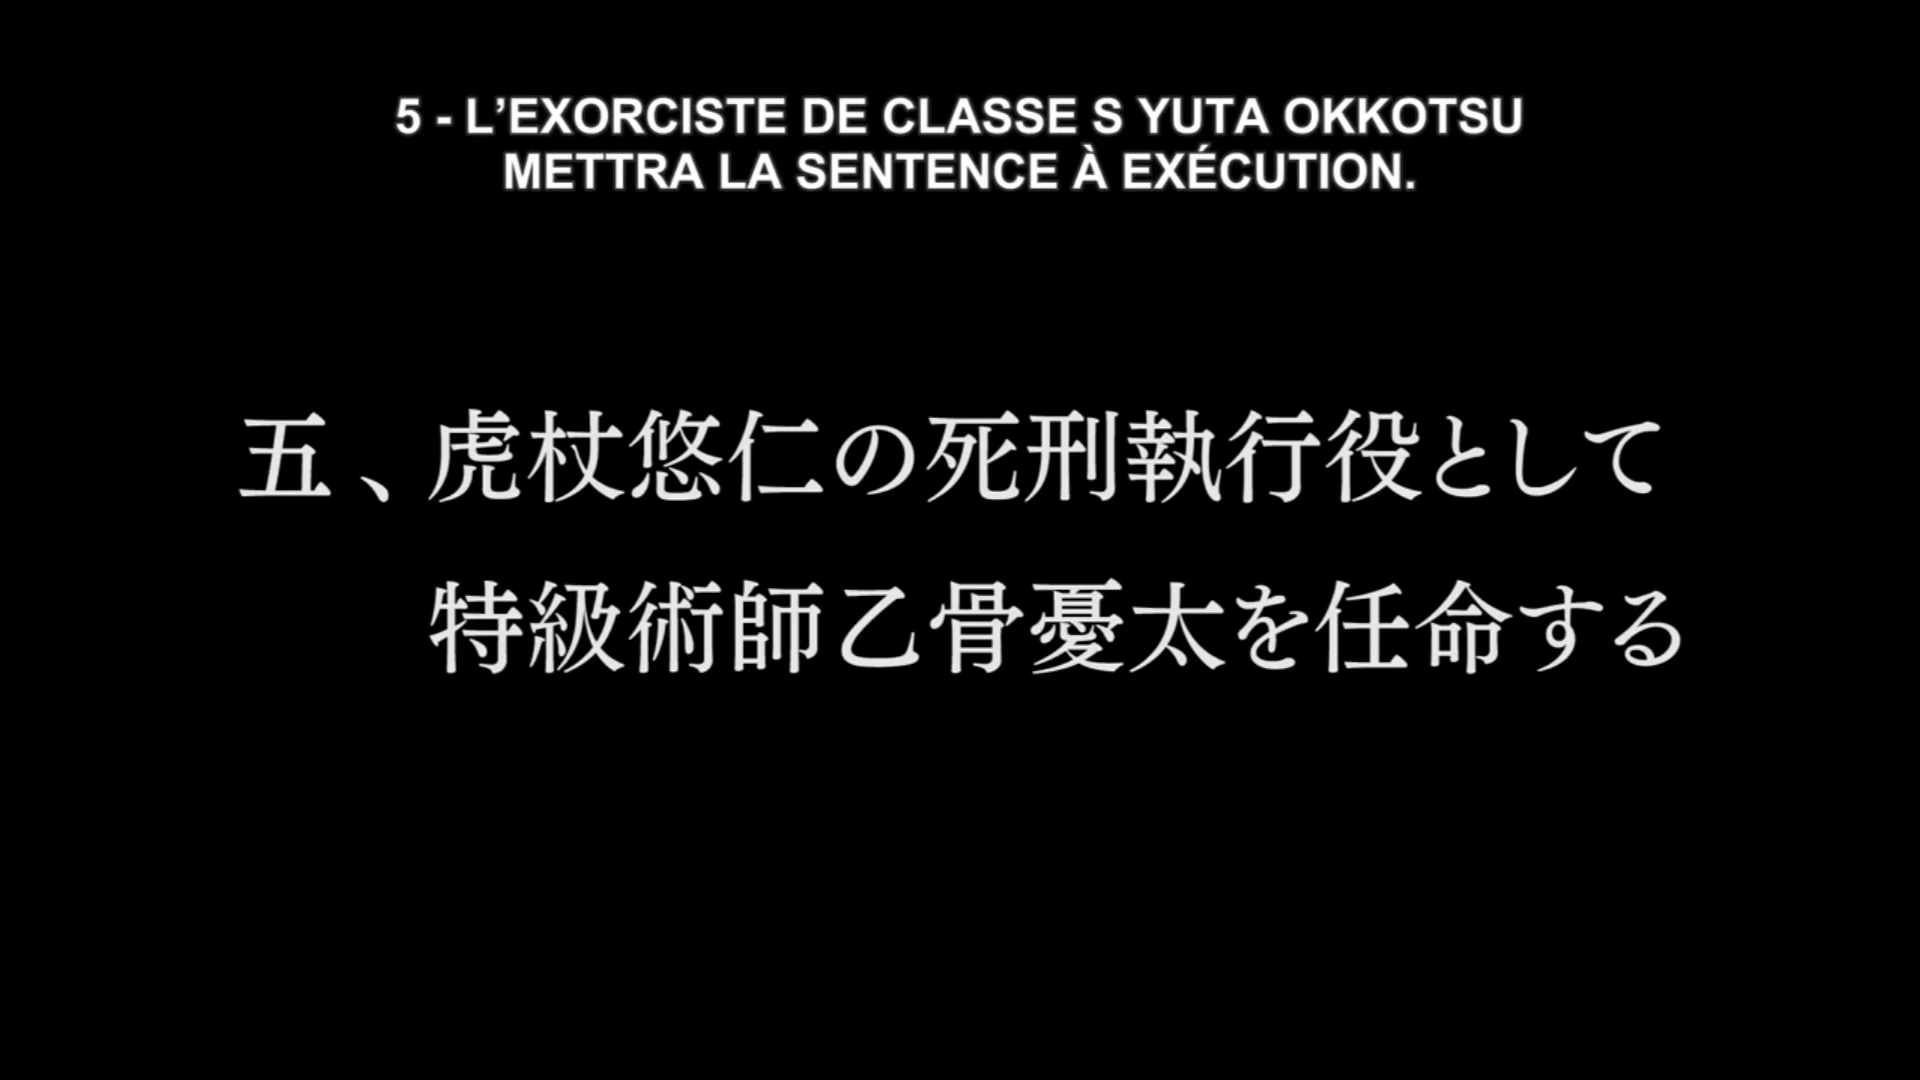 5 - L’EXORCISTE DE CLASSE S YUTA OKKOTSU
METTRA LA SENTENCE À EXÉCUTION.
五、虎杖悠仁の死刑執行役として
特級術師乙骨憂太を任命する